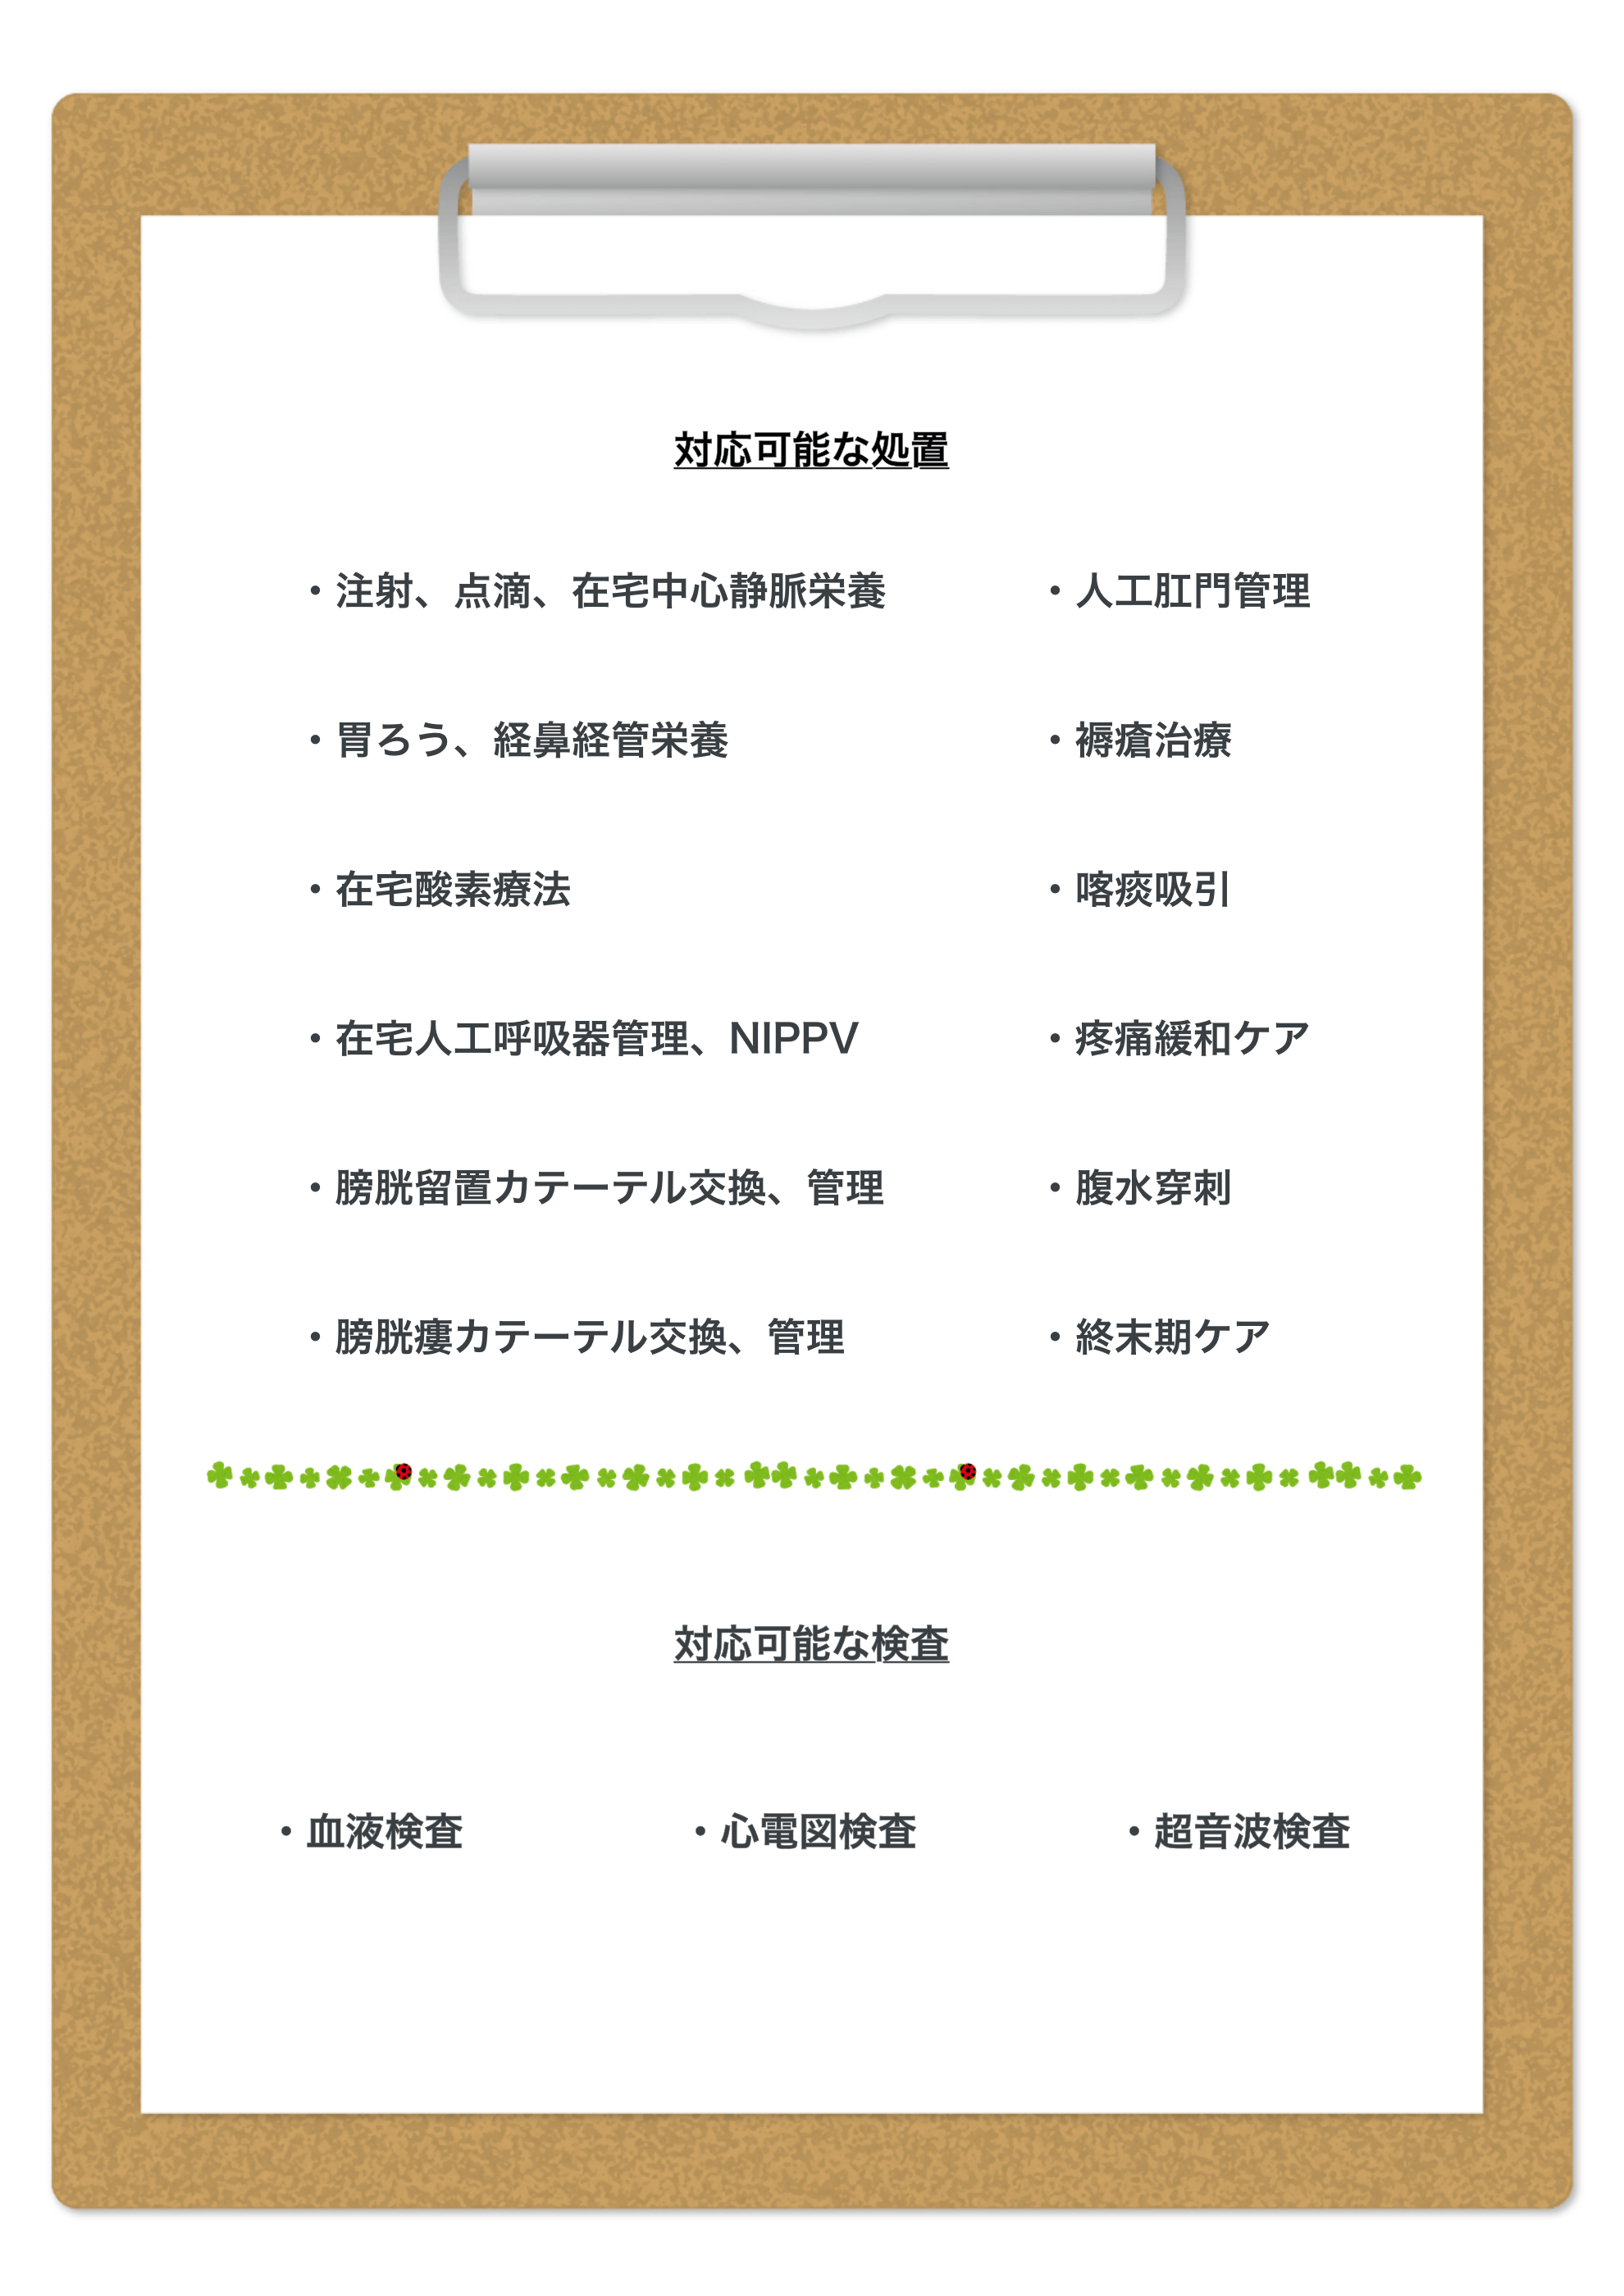 対応可能な処置
・注射、点滴、在宅中心静脈栄養
・人工肛門管理
・胃ろう、経鼻経管栄養
・褥瘡治療
・在宅酸素療法
・喀痰吸引
・在宅人工呼吸器管理、NIPPV
・疼痛緩和ケア
・膀胱留置カテーテル交換、管理
・腹水穿刺
・膀胱瘻カテーテル交換、管理
・終末期ケア
対応可能な検査
・血液検査
・心電図検査
・超音波検査